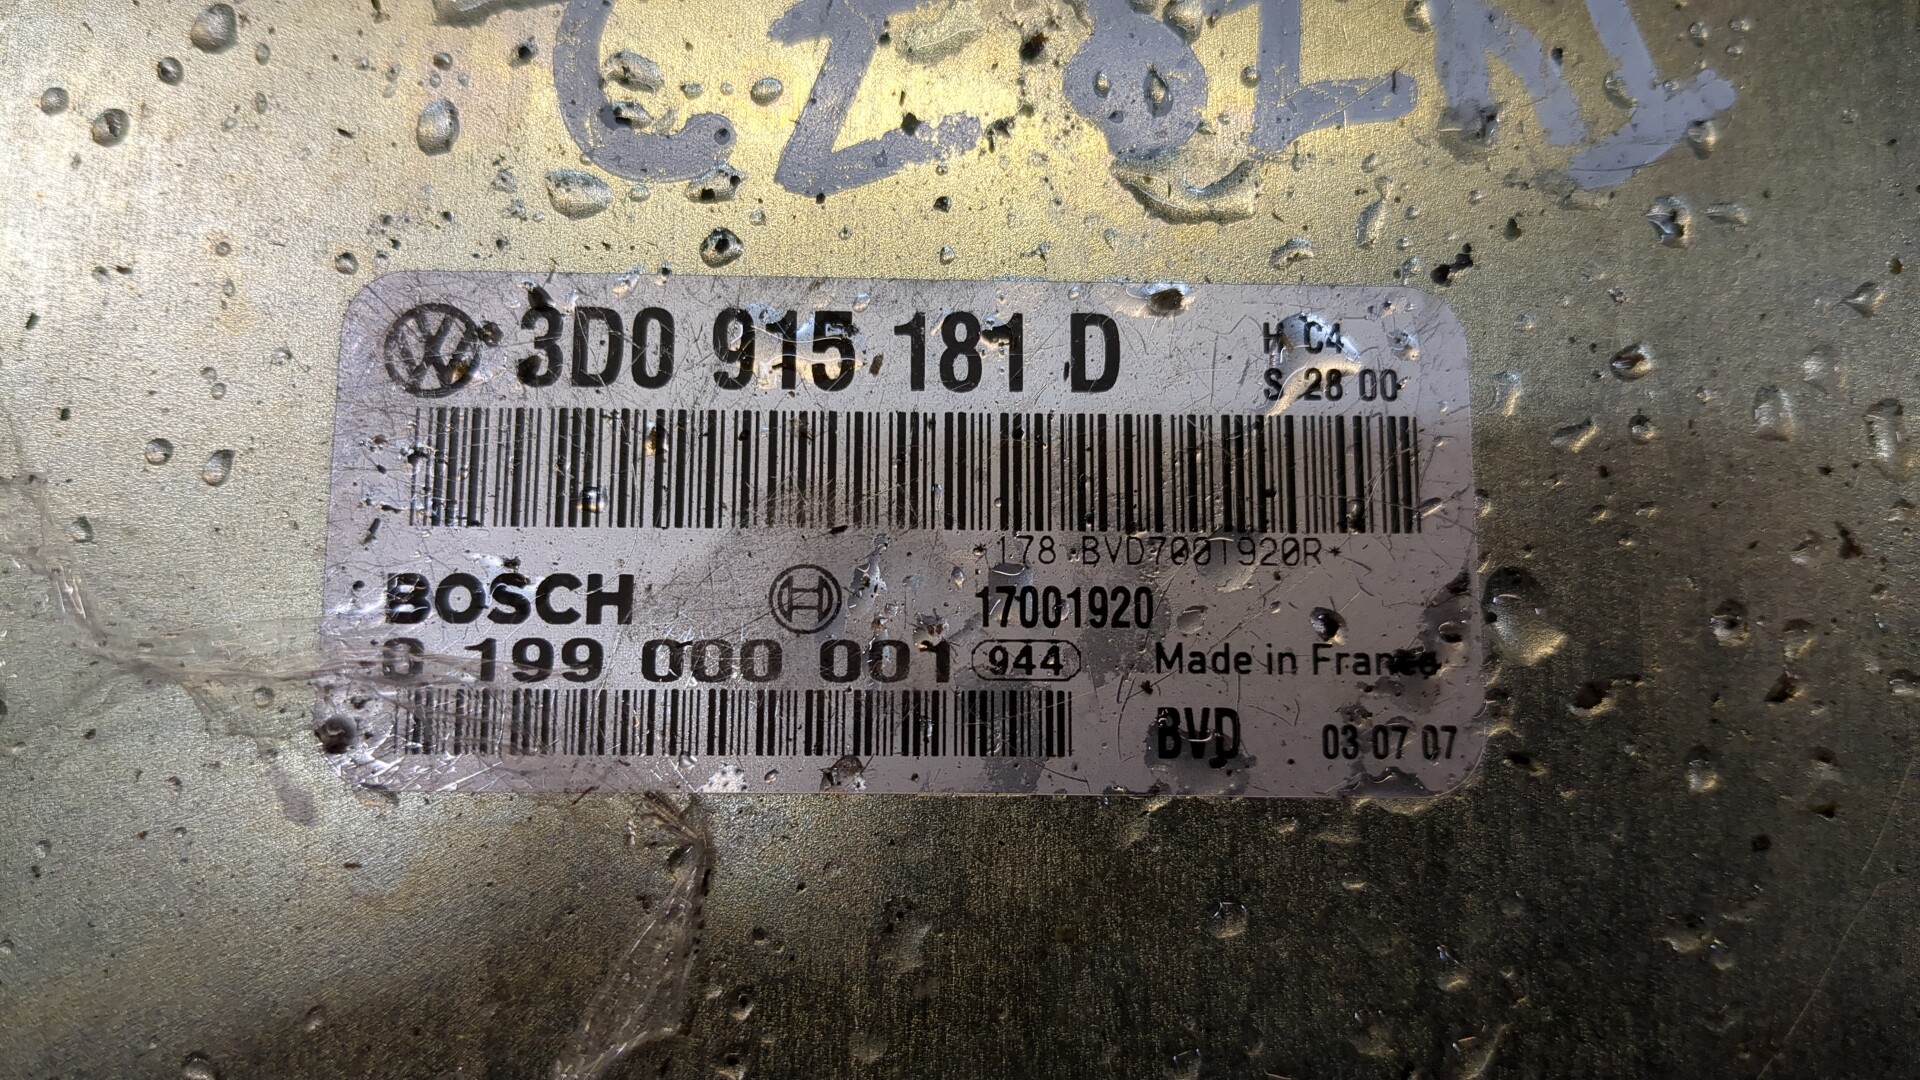 3D0 915 181 D
H C4
S 28 00
*178 BVD7001920R*
BOSCH
17001920
0 199 000 001
944
Made in France
BVD
03 07 07